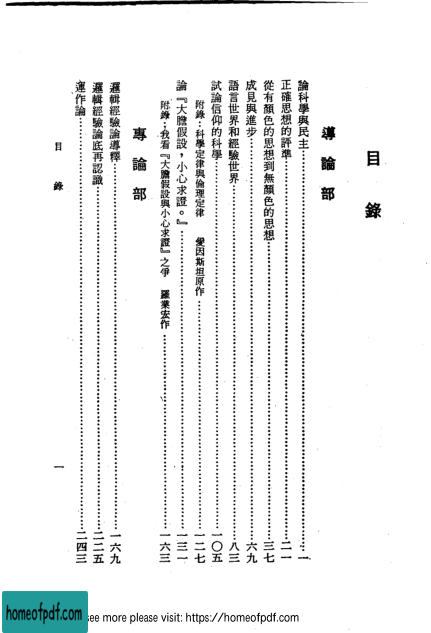 目錄
導論部
論科學與民主…………一
正確思想的評準…………二一
從有顏色的思想到無顏色的思想…………三七
成見與進步…………六九
語言世界和經驗世界…………八三
試論信仰的科學…………一〇五
附錄：科學定律與倫理定律 愛因斯坦原作…………一二七
論『大膽假設，小心求證。』…………一三一
附錄：我看『大膽假設與小心求證』之爭 羅業宏作…………一六三
專論部
邏輯經驗論導釋…………一六九
邏輯經驗論底再認識…………二二五
運作論…………二四三
目錄 一
homeofpdf.com
see more please visit: https://homeofpdf.com